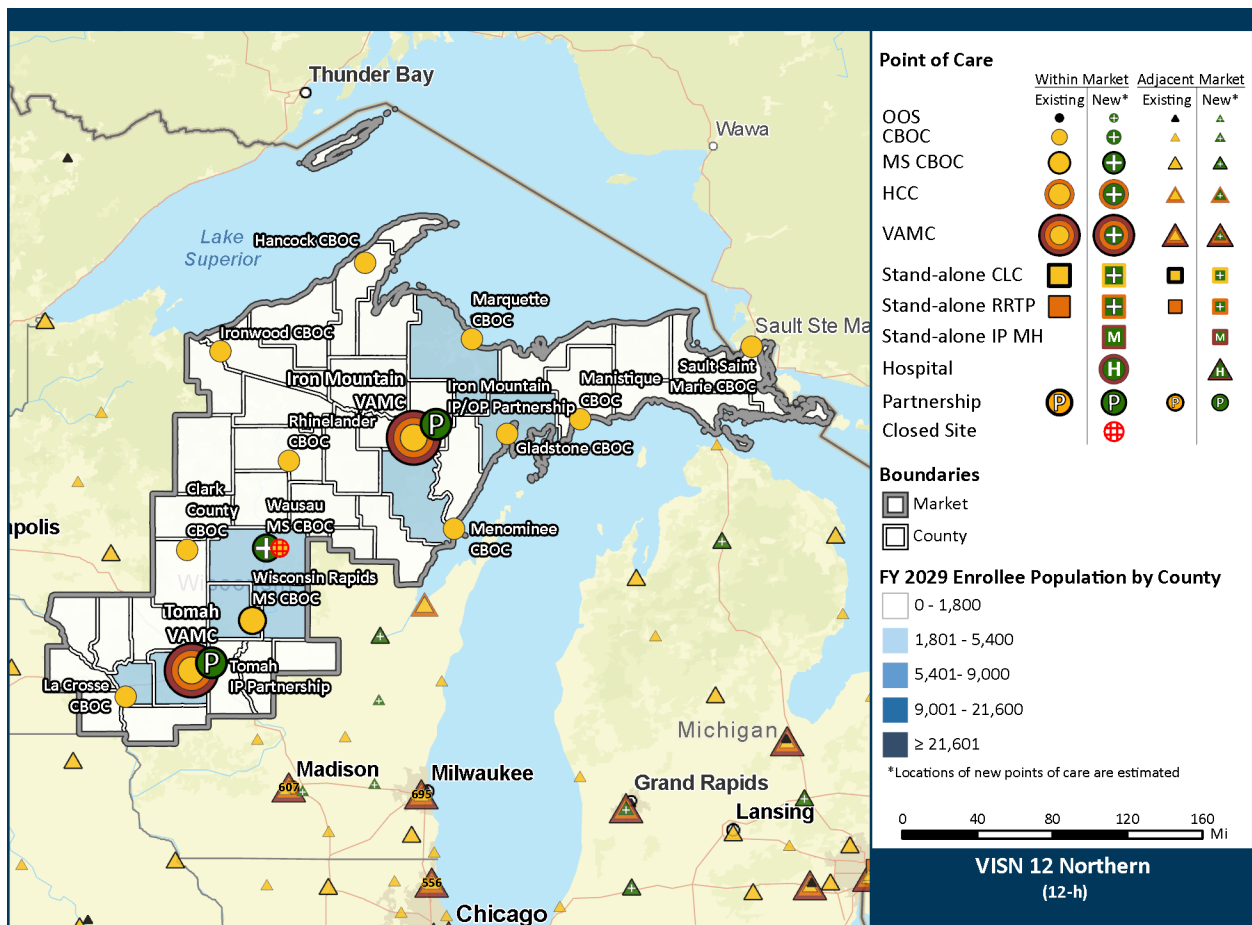 Thunder Bay
Wawa
Lake
Superior
Hancock CBOC
Marquette
CBOC
Ironwood CBOC
Sault Ste Ma
Iron Mountain
VAMC
Iron Mountain
IP/OP Partnership
Manistique
CBOC
Sault Saint
Marie CBOC
Rhinelander
CBOC
Gladstone CBOC
Clark
County
CBOC
Wausau
MS CBOC
Menominee
CBOC
apolis
Wisconsin Rapids
MS CBOC
Tomah
VAMC
Tomah
IP Partnership
La Crosse
CBOC
P
P
Michigan
Madison
607
Milwaukee
695
Grand Rapids
Lansing
556
Chicago
Point of Care
Within Market Adjacent Market
Existing New* Existing New*
OOS
CBOC
MS CBOC
HCC
VAMC
Stand-alone CLC
Stand-alone RRTP
Stand-alone IP MH M M
Hospital H H
Partnership P P P P
Closed Site
Boundaries
Market
County
FY 2029 Enrollee Population by County
0 - 1,800
1,801 - 5,400
5,401- 9,000
9,001 - 21,600
≥ 21,601
*Locations of new points of care are estimated
0 40 80 120 160
Mi
VISN 12 Northern
(12-h)